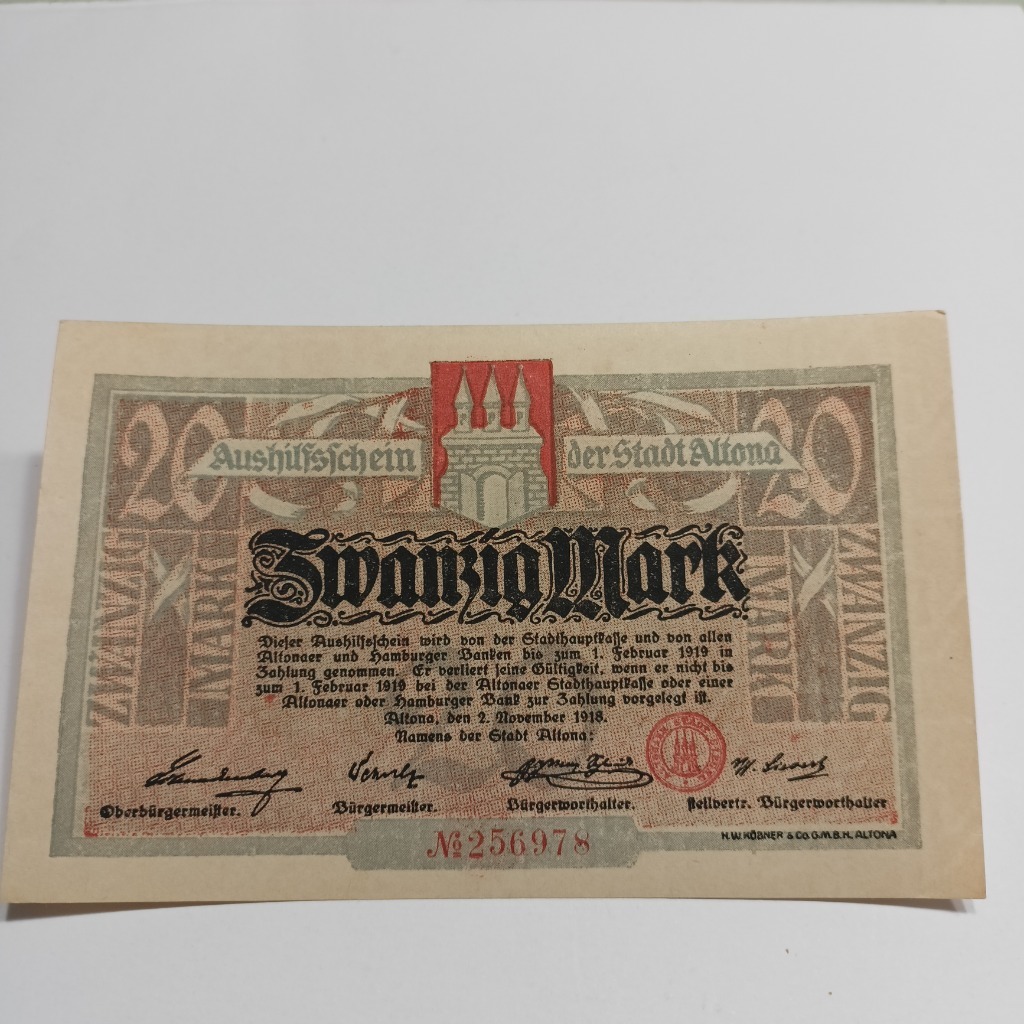 20 20
Aushilfsschein der Stadt Altona
Zwanzig Mark
ZWANZIG MARK
MARK ZWANZIG
Dieser Aushilfsschein wird von der Stadthauptkasse und von allen
Altonaer und Hamburger Banken bis zum 1. Februar 1919 in
Zahlung genommen. Er verliert seine Gültigkeit, wenn er nicht bis
zum 1. Februar 1919 bei der Altonaer Stadthauptkasse oder einer
Altonaer oder Hamburger Bank zur Zahlung vorgelegt ist.
Altona, den 2. November 1918.
Namens der Stadt Altona:
Oberbürgermeister. Bürgermeister. Bürgerworthalter. stellvertr. Bürgerworthalter
H.W. KÖBNER & CO. G.M.B.H. ALTONA
№ 256978